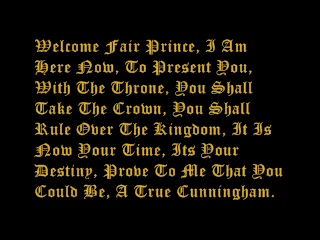 Welcome Fair Prince, I Am
Here Now, To Present You,
With The Throne, You Shall
Take The Crown, You Shall
Rule Over The Kingdom, It Is
Now Your Time, Its Your
Destiny, Prove To Me That You
Could Be, A True Cunningham.